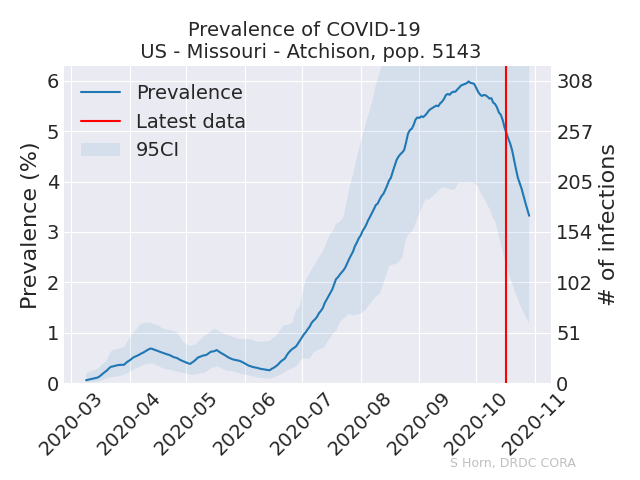 Prevalence of COVID-19
US - Missouri - Atchison, pop. 5143
Prevalence
Latest data
95CI
Prevalence (%)
6
5
4
3
2
1
0
308
257
205
154
102
51
0
# of infections
2020-03
2020-04
2020-05
2020-06
2020-07
2020-08
2020-09
2020-10
2020-11
S Horn, DRDC CORA